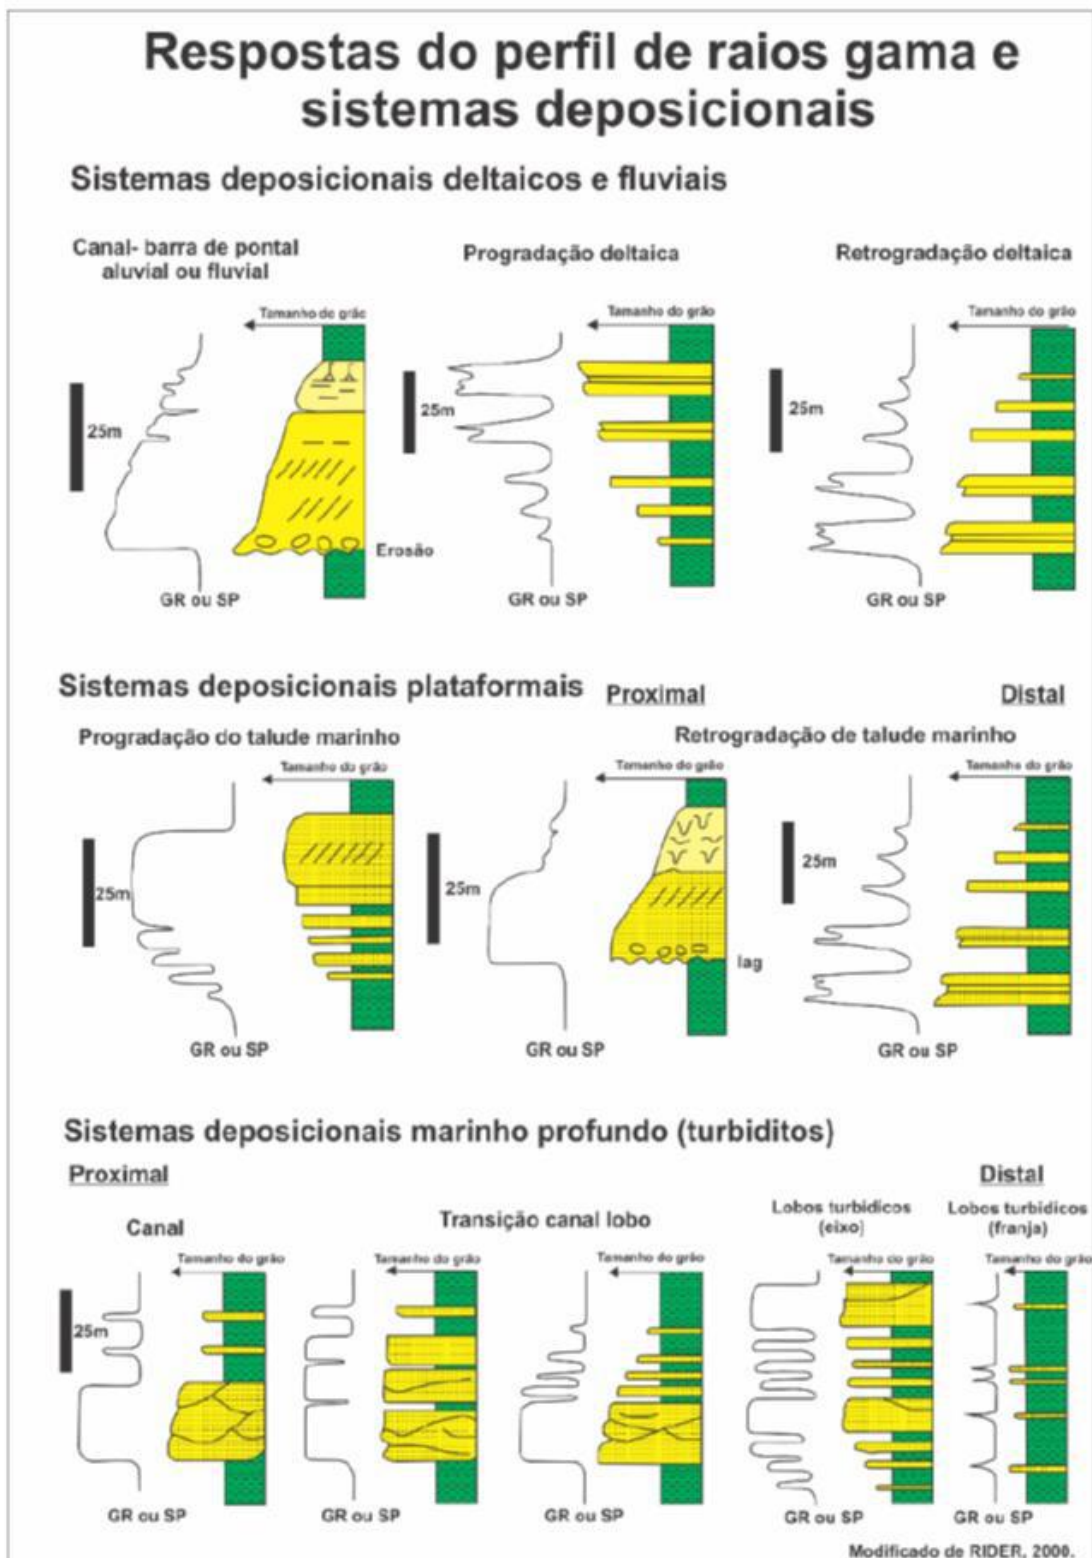 Respostas do perfil de raios gama e
sistemas deposicionais
Sistemas deposicionais deltaicos e fluviais
Canal- barra de pontal
aluvial ou fluvial
Tamanho do grão
25m
Erosão
GR ou SP
Progradação deltaica
Tamanho do grão
25m
GR ou SP
Retrogradação deltaica
Tamanho do grão
25m
GR ou SP
Sistemas deposicionais plataformais
Proximal
Distal
Progradação do talude marinho
Tamanho do grão
25m
GR ou SP
Retrogradação de talude marinho
Tamanho do grão
25m
lag
GR ou SP
Tamanho do grão
25m
GR ou SP
Sistemas deposicionais marinho profundo (turbiditos)
Proximal
Distal
Canal
Tamanho do grão
25m
GR ou SP
Transição canal lobo
Tamanho do grão
GR ou SP
Tamanho do grão
GR ou SP
Lobos turbidicos
(eixo)
Tamanho do grão
GR ou SP
Lobos turbidicos
(franja)
Tamanho do grão
GR ou SP
Modificado de RIDER, 2000.